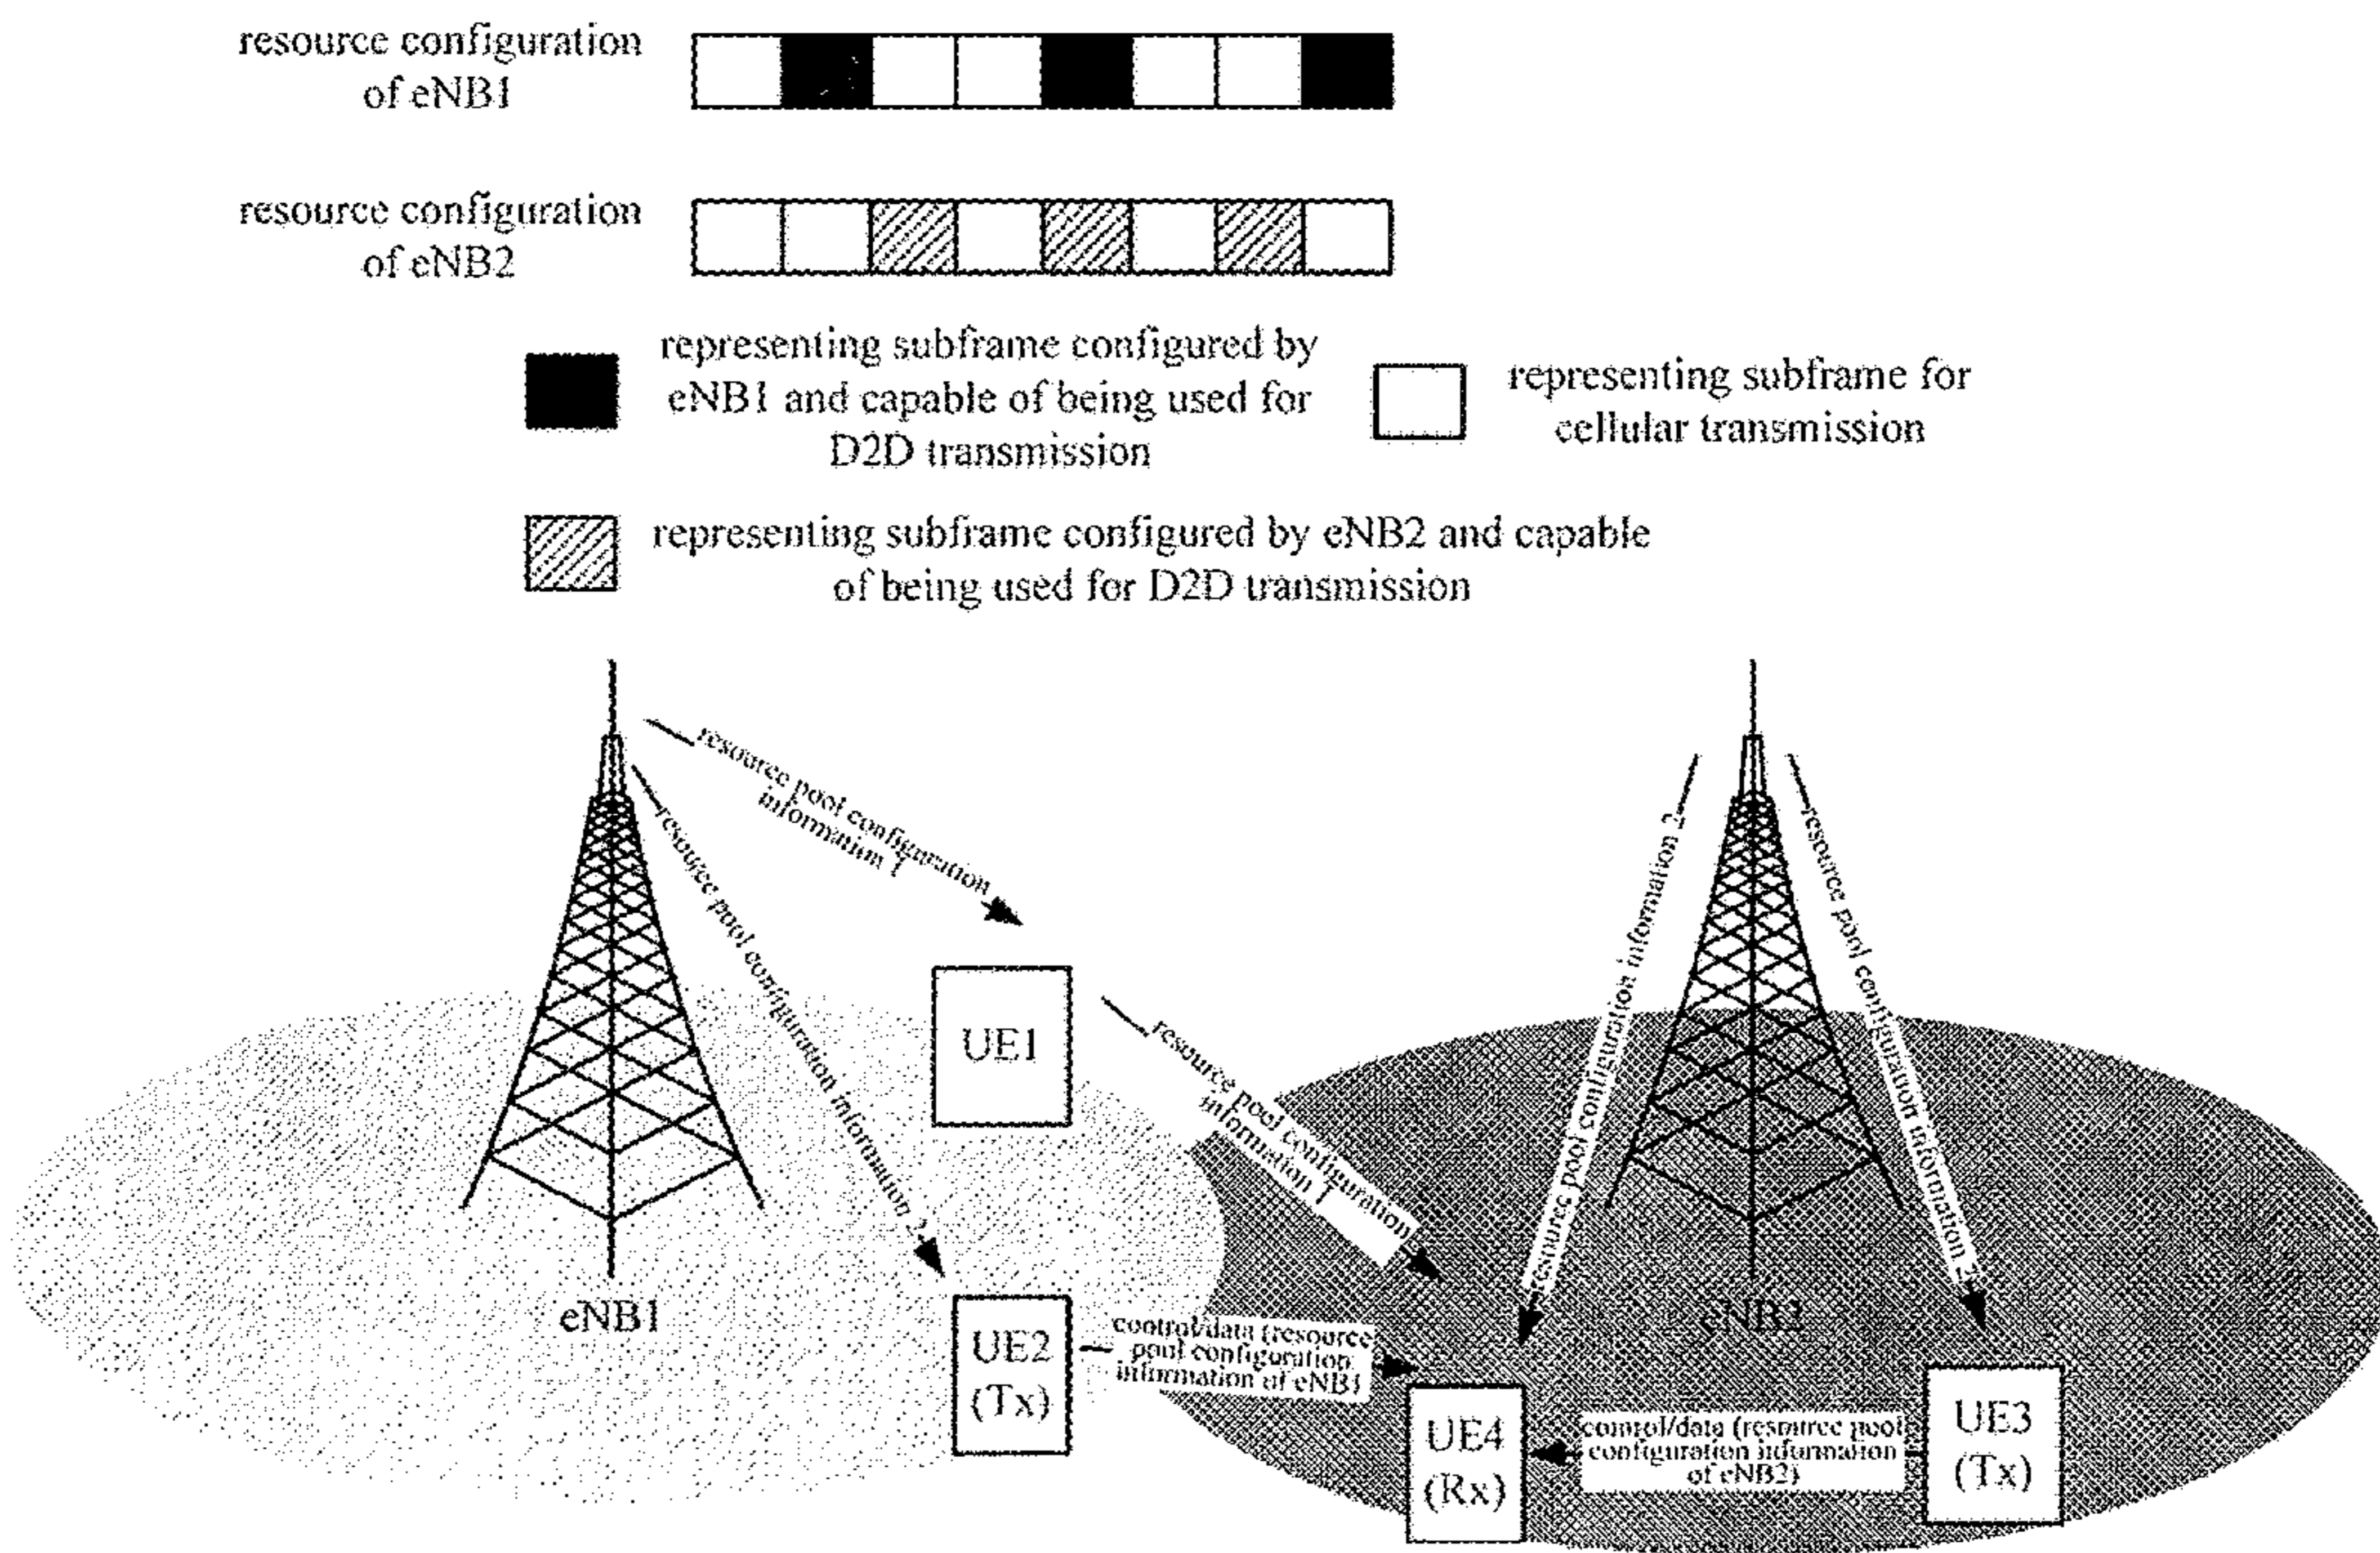 resource configuration
of eNB1
resource configuration
of eNB2
representing subframe configured by
eNB1 and capable of being used for
D2D transmission
representing subframe for
cellular transmission
representing subframe configured by eNB2 and capable
of being used for D2D transmission
resource pool configuration
information 1
resource pool configuration information 2
resource pool configuration information 2
resource pool configuration information 2
UE1
resource pool configuration
information 1
eNB1
eNB2
UE2
(Tx)
control/data (resource
pool configuration
information of eNB1
UE4
(Rx)
control/data (resource pool
configuration information
of eNB2)
UE3
(Tx)